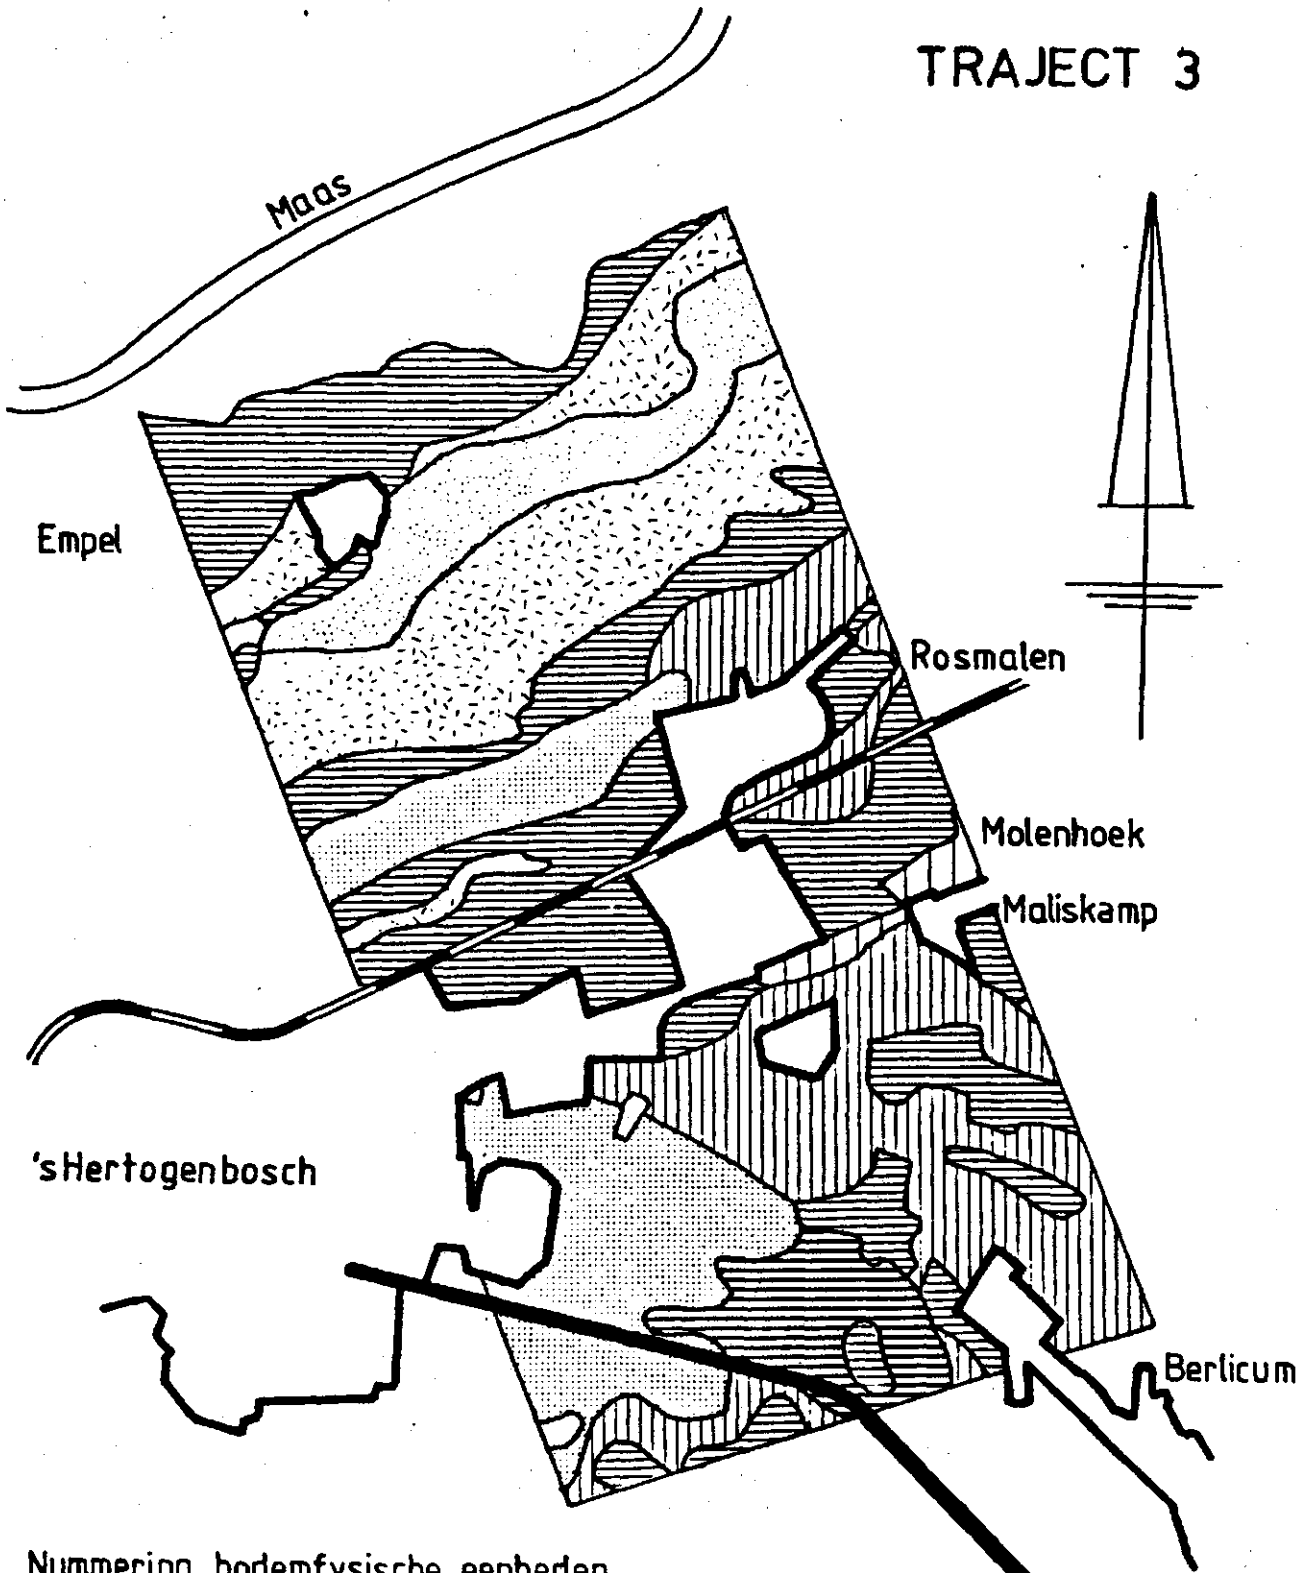 TRAJECT 3
Maas
Empel
Rosmalen
Molenhoek
Maliskamp
'sHertogenbosch
Berlicum
Nummering bodemfysische eenheden